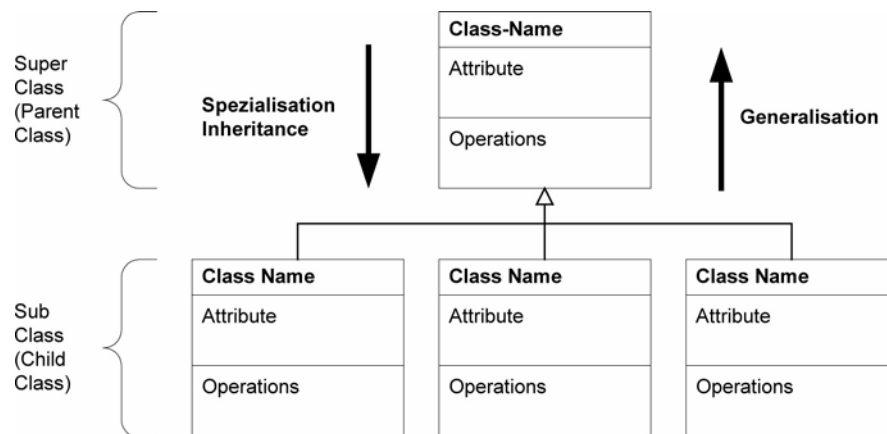 Super
Class
(Parent
Class)
Spezialisation
Inheritance
Class-Name
Attribute
Operations
Generalisation
Sub
Class
(Child
Class)
Class Name
Attribute
Operations
Class Name
Attribute
Operations
Class Name
Attribute
Operations